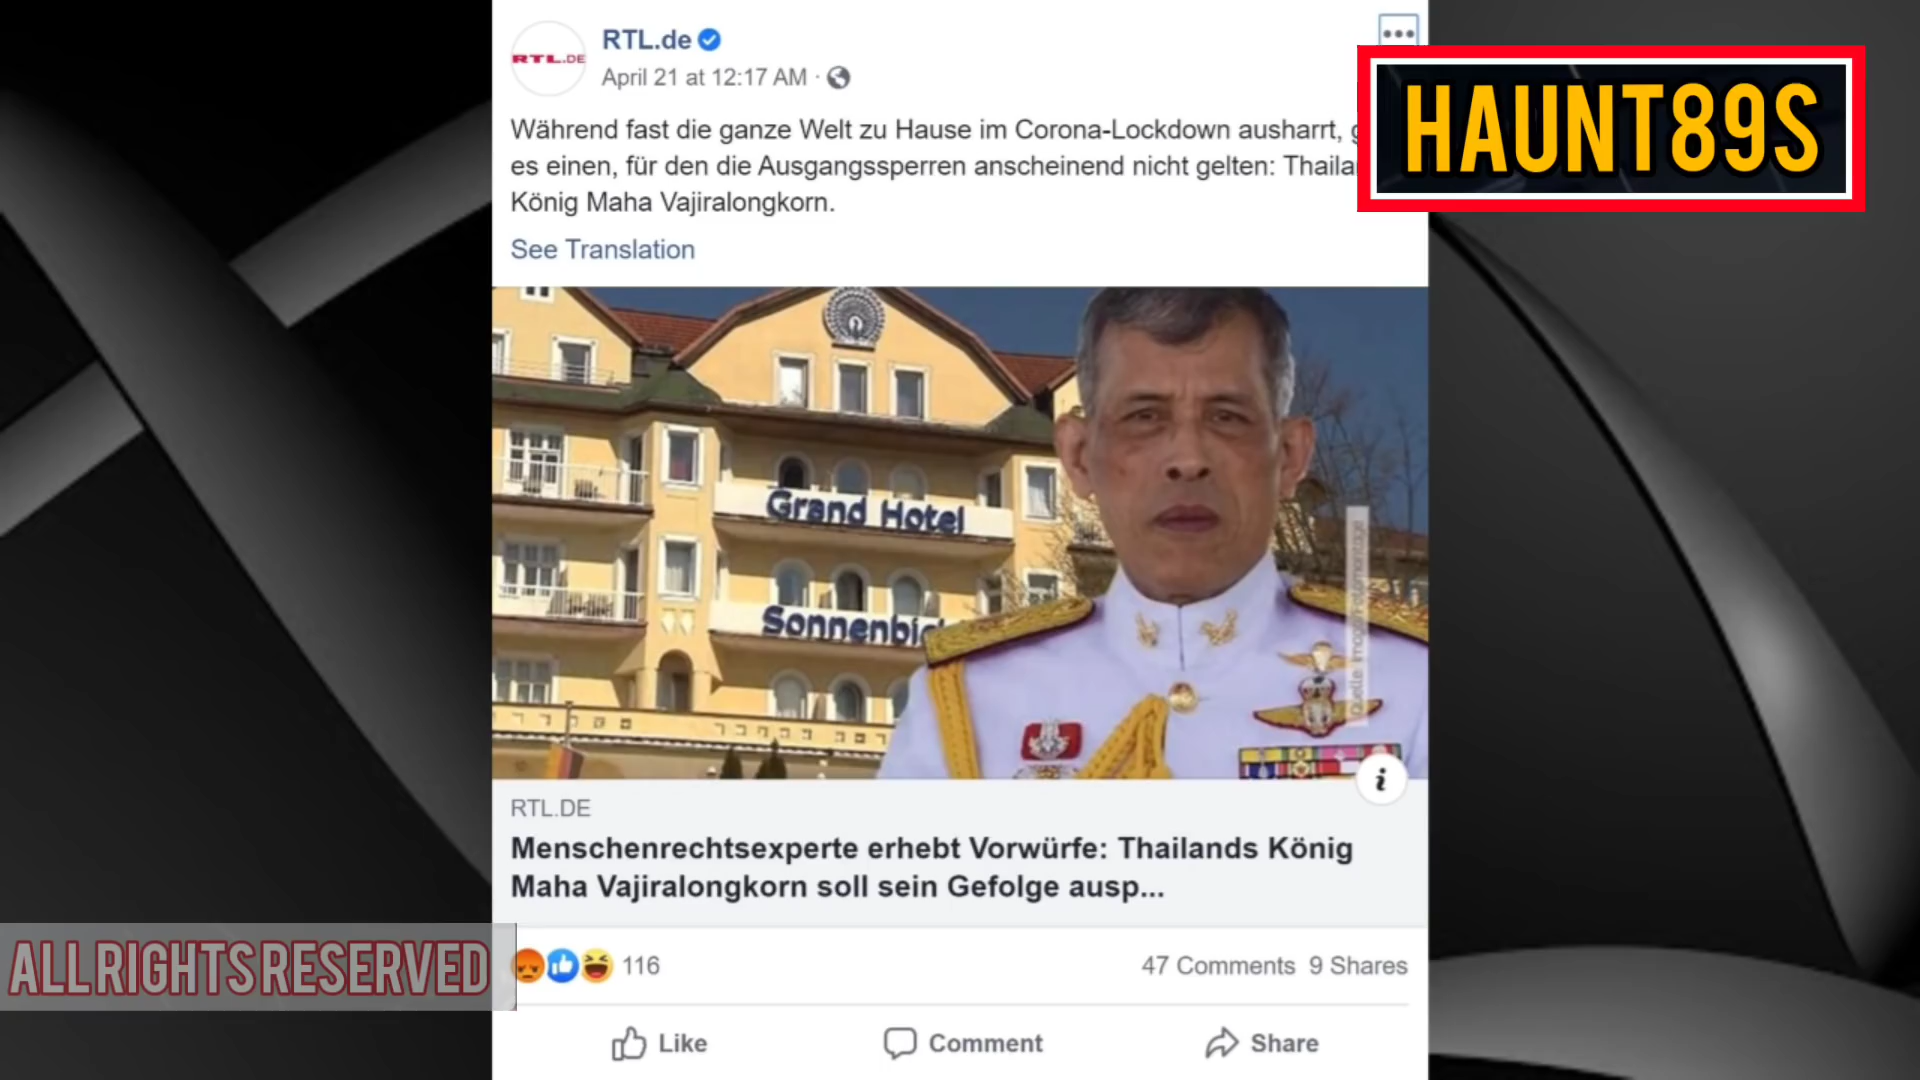 RTL.DE
RTL.de
April 21 at 12:17 AM ·
HAUNT89S
Während fast die ganze Welt zu Hause im Corona-Lockdown ausharrt,
es einen, für den die Ausgangssperren anscheinend nicht gelten:
König Maha Vajiralongkorn.
See Translation
Grand Hotel
RTL.DE
Menschenrechtsexperte erhebt Vorwürfe: Thailands König
Maha Vajiralongkorn soll sein Gefolge ausp...
ALL RIGHTS RESERVED
116
47 Comments 9 Shares
Like Comment Share